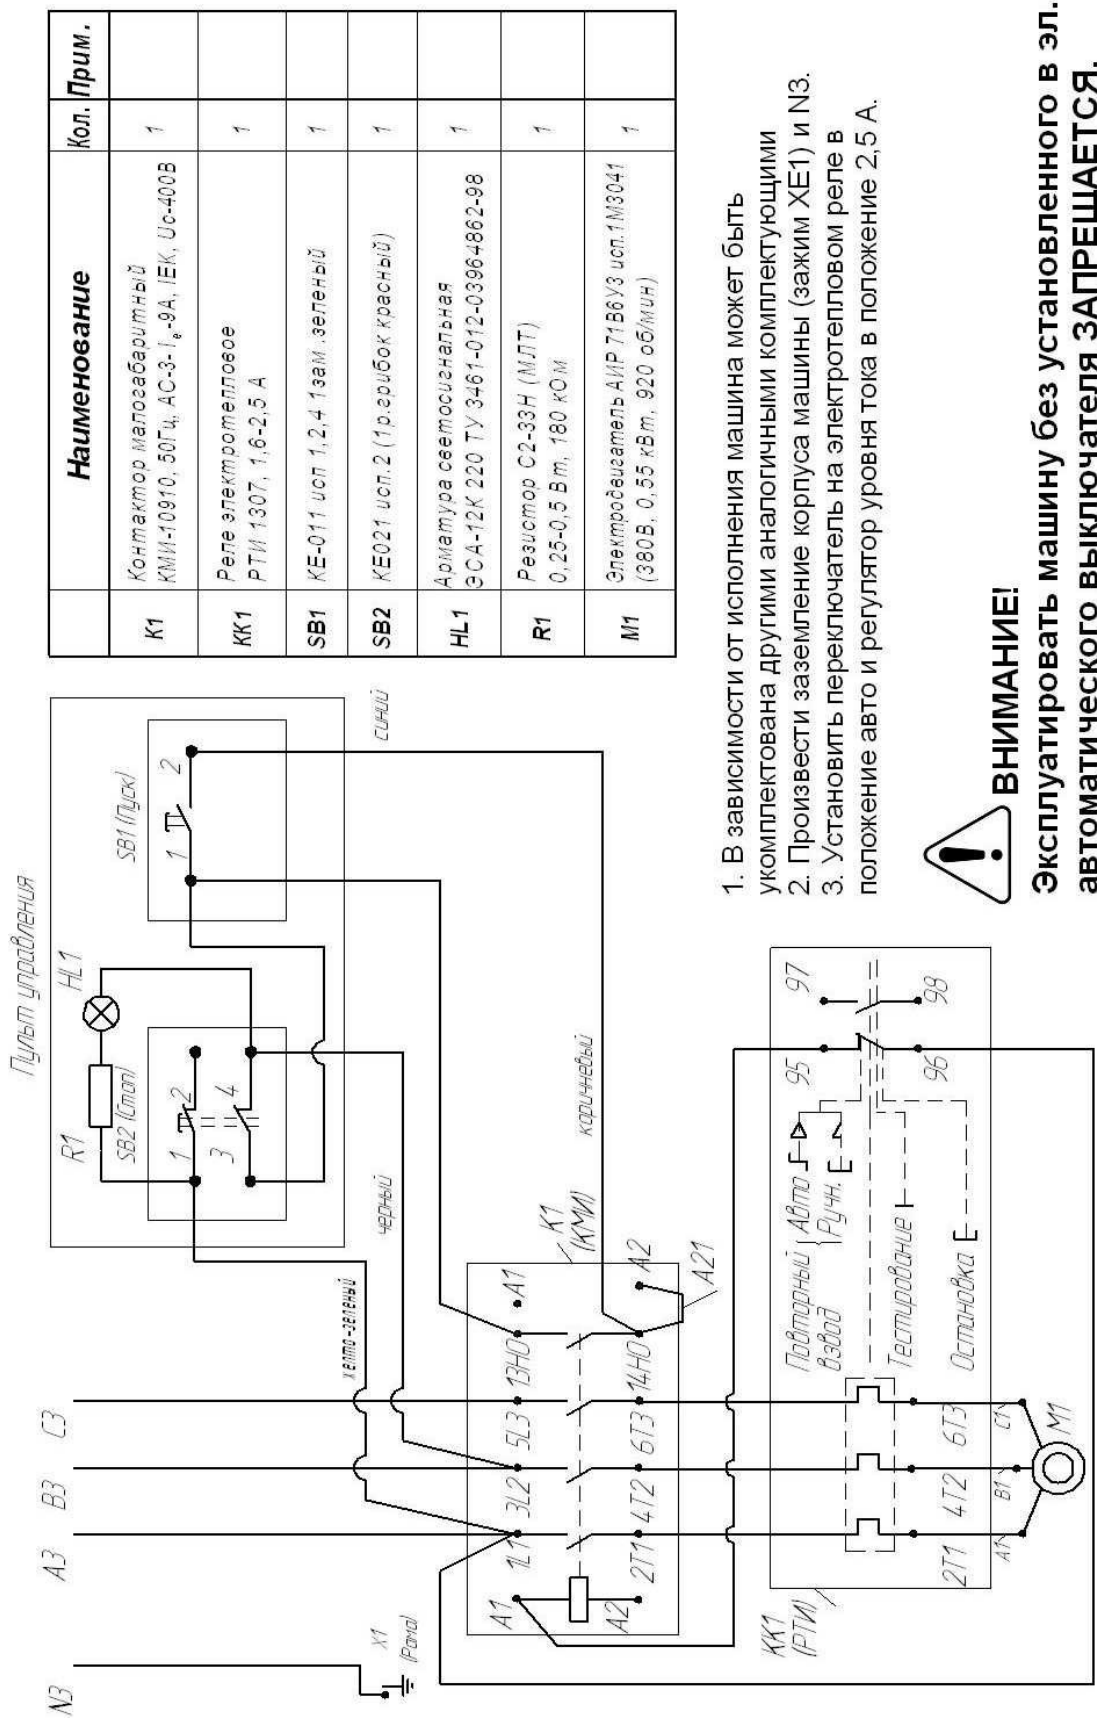 Пульт управления
R1
HL1
SB2 (Стоп)
1
2
3
4
SB1 (Пуск)
1
2
желто-зеленый
черный
коричневый
синий
N3
A3
B3
C3
X1
(Рама)
A1
1L1
3L2
5L3
13НО
A1
A2
2T1
4T2
6T3
14НО
A2
К1
(КМИ)
A21
КК1
(РТИ)
Повторный
взвод
Авто
Ручн.
Тестирование
Остановка
95
97
96
98
2T1
4T2
6T3
A1
B1
C1
M1
Наименование
Кол.
Прим.
К1
Контактор малогабаритный
КМИ-10910, 50Гц, АС-3- Iе-9А, IEK, Uc-400В
1
КК1
Реле электротепловое
РТИ 1307, 1,6-2,5 А
1
SB1
КЕ-011 исп 1,2,4 1зам .зеленый
1
SB2
КЕ021 исп.2 (1р.грибок красный)
1
HL1
Арматура светосигнальная
ЭСА-12К 220 ТУ 3461-012-03964862-98
1
R1
Резистор С2-33Н (МЛТ)
0,25-0,5 Вт, 180 кОм
1
М1
Электродвигатель АИР 71В6У3 исп.1М3041
(380В, 0,55 кВт, 920 об/мин)
1
1. В зависимости от исполнения машина может быть
укомплектована другими аналогичными комплектующими
2. Произвести заземление корпуса машины (зажим ХЕ1) и N3.
3. Установить переключатель на электротепловом реле в
положение авто и регулятор уровня тока в положение 2,5 А.
ВНИМАНИЕ!
Эксплуатировать машину без установленного в эл.
автоматического выключателя ЗАПРЕЩАЕТСЯ.